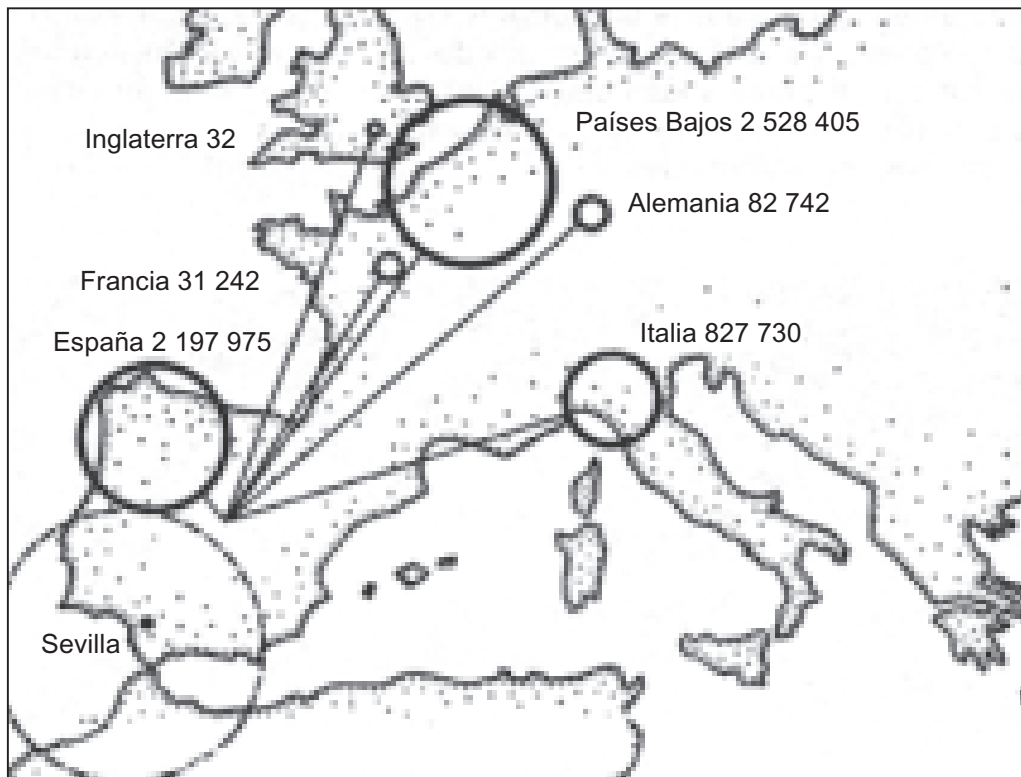 Países Bajos 2 528 405
Inglaterra 32
Alemania 82 742
Francia 31 242
España 2 197 975
Italia 827 730
Sevilla